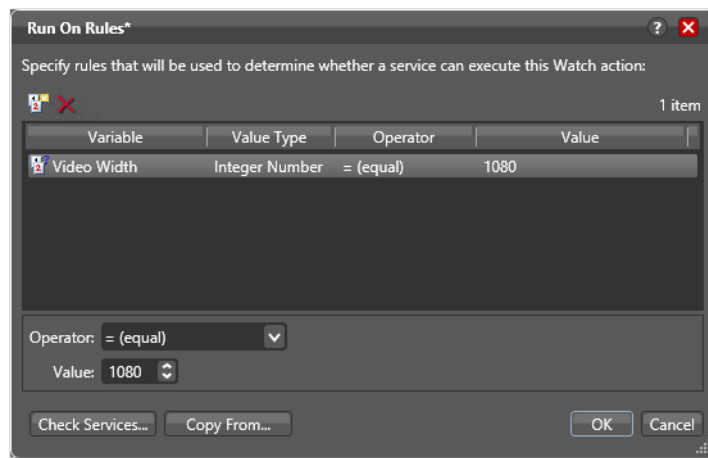 Run On Rules*
Specify rules that will be used to determine whether a service can execute this Watch action:
1 item
Variable Value Type Operator Value
Video Width Integer Number = (equal) 1080
Operator: = (equal)
Value: 1080
Check Services... Copy From... OK Cancel